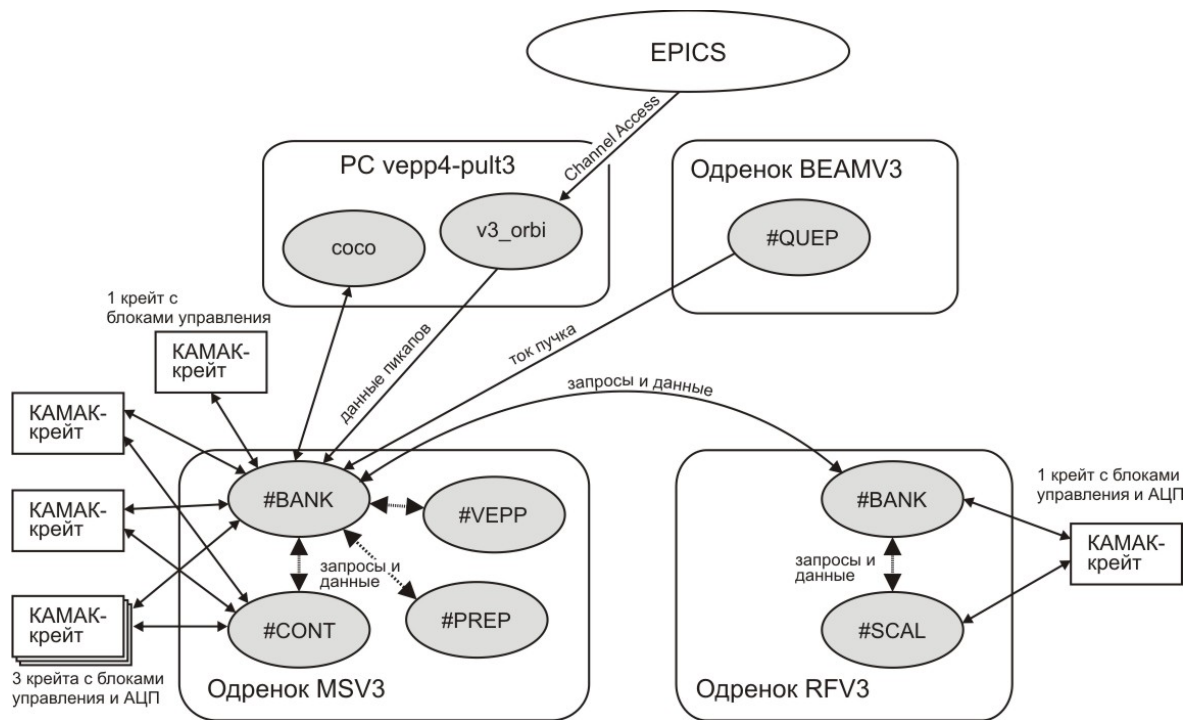 EPICS
Channel Access
PC vepp4-pult3
Одренок BEAMV3
coco
v3_orbi
#QUEP
1 крейт с
блоками управления
КАМАК-
крейт
данные пикапов
ток пучка
запросы и данные
КАМАК-
крейт
КАМАК-
крейт
КАМАК-
крейт
3 крейта с блоками
управления и АЦП
#BANK
#VEPP
запросы и
данные
#CONT
#PREP
Одренок MSV3
#BANK
запросы и
данные
#SCAL
Одренок RFV3
1 крейт с блоками
управления и АЦП
КАМАК-
крейт